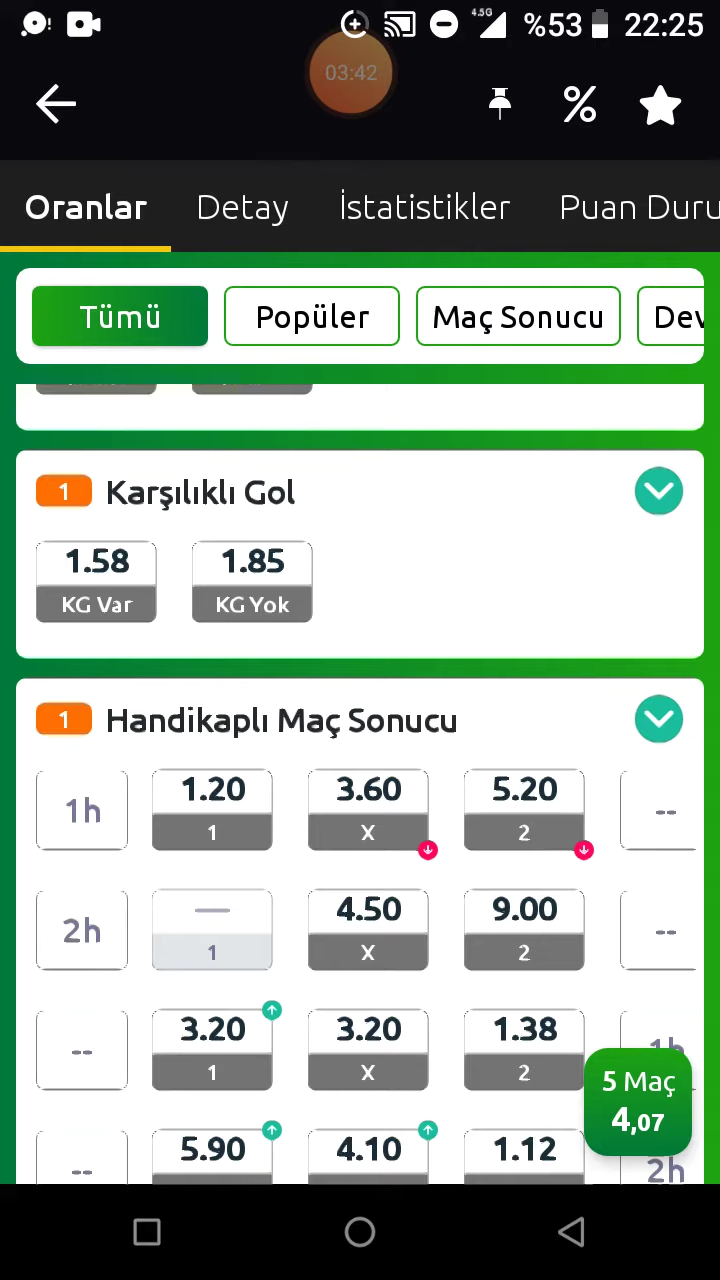 4.5G %53 22:25
03:42
%
Oranlar Detay İstatistikler Puan Duru
Tümü Popüler Maç Sonucu Dev
1 Karşılıklı Gol
1.58 1.85
KG Var KG Yok
1 Handikaplı Maç Sonucu
1h 1.20 3.60 5.20 --
1 X 2
2h — 4.50 9.00 --
1 X 2
-- 3.20 3.20 1.38 1h
1 X 2
5 Maç
4,07
-- 5.90 4.10 1.12 2h